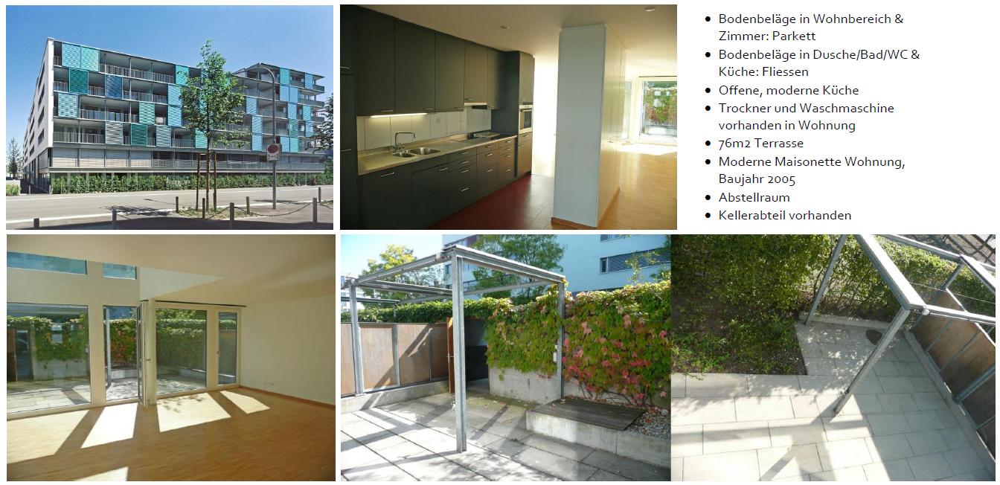 • Bodenbeläge in Wohnbereich &
Zimmer: Parkett
• Bodenbeläge in Dusche/Bad/WC &
Küche: Fliessen
• Offene, moderne Küche
• Trockner und Waschmaschine
vorhanden in Wohnung
• 76m2 Terrasse
• Moderne Maisonette Wohnung,
Baujahr 2005
• Abstellraum
• Kellerabteil vorhanden